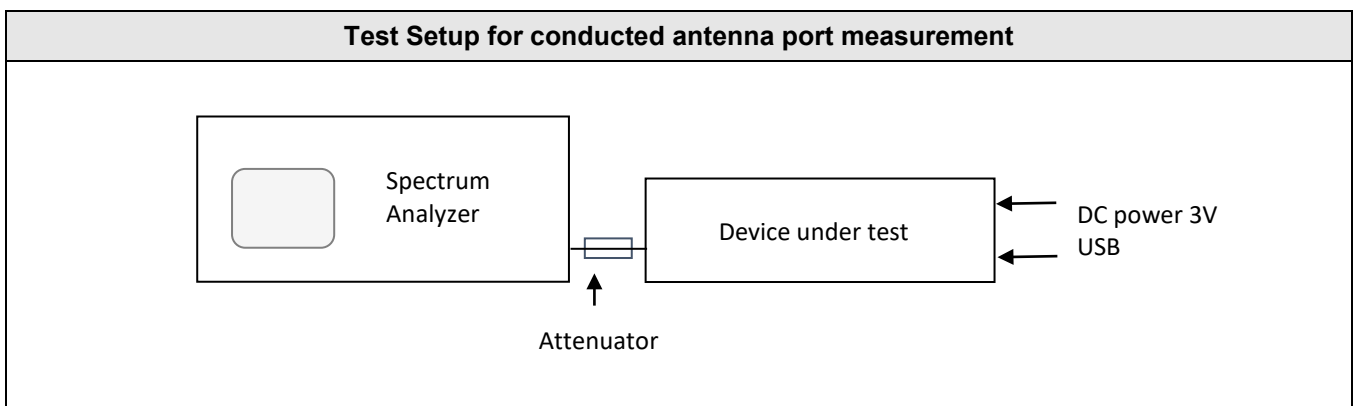 Test Setup for conducted antenna port measurement
Spectrum
Analyzer
Device under test
DC power 3V
USB
Attenuator